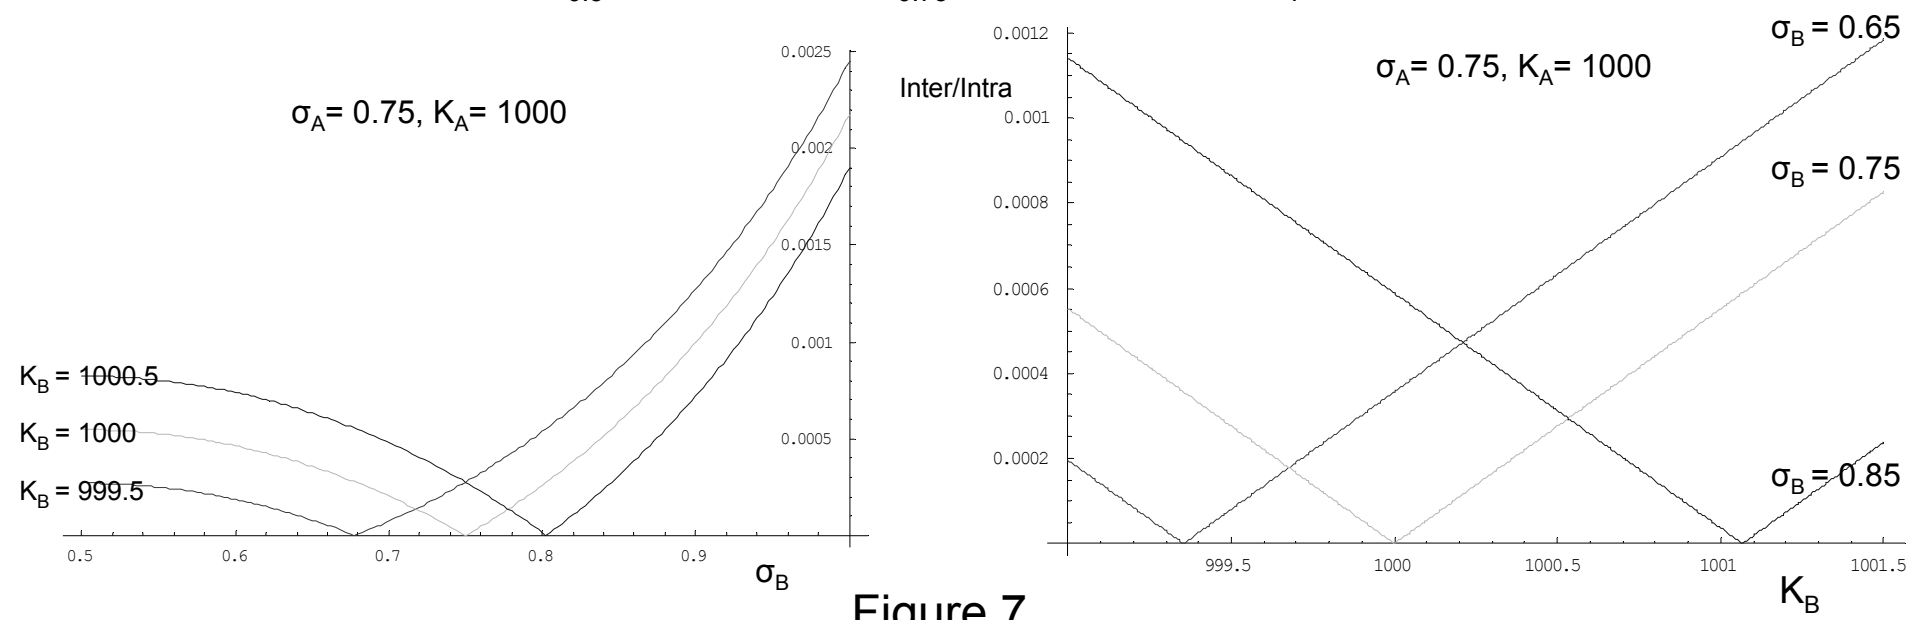 σA= 0.75, KA= 1000
0.0025
0.002
0.0015
0.001
0.0005
KB = 1000.5
KB = 1000
KB = 999.5
0.5 0.6 0.7 0.8 0.9
σB
Inter/Intra
σA= 0.75, KA= 1000
σB = 0.65
σB = 0.75
σB = 0.85
0.0012
0.001
0.0008
0.0006
0.0004
0.0002
999.5 1000 1000.5 1001 1001.5
KB
Figure 7